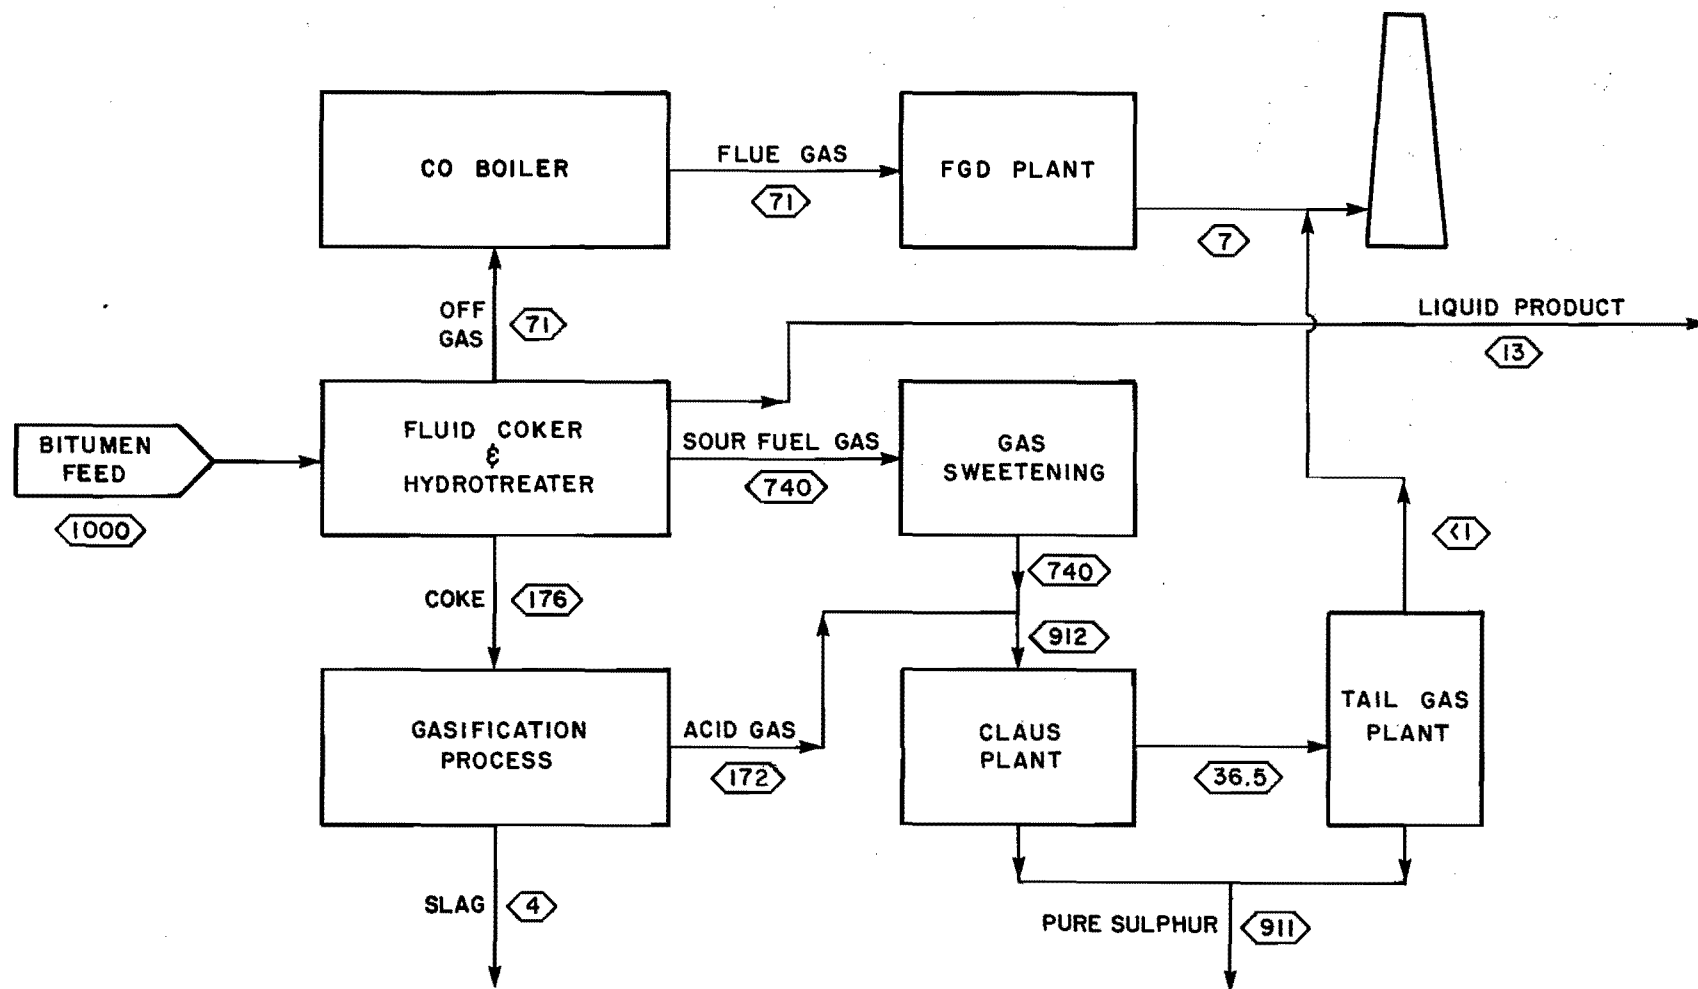 CO BOILER
FLUE GAS
71
FGD PLANT
7
OFF
GAS
71
LIQUID PRODUCT
13
BITUMEN
FEED
1000
FLUID COKER
&
HYDROTREATER
SOUR FUEL GAS
740
GAS
SWEETENING
740
<1
COKE
176
912
GASIFICATION
PROCESS
ACID GAS
172
CLAUS
PLANT
36.5
TAIL GAS
PLANT
SLAG
4
PURE SULPHUR
911